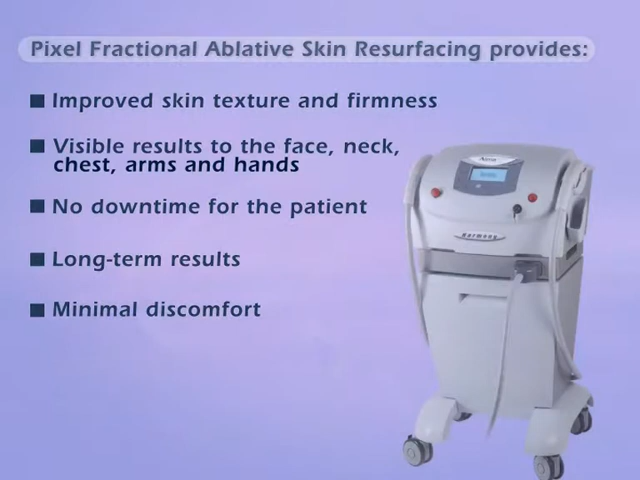 Pixel Fractional Ablative Skin Resurfacing provides:
Improved skin texture and firmness
Visible results to the face, neck,
chest, arms and hands
No downtime for the patient
Long-term results
Minimal discomfort
Harmony